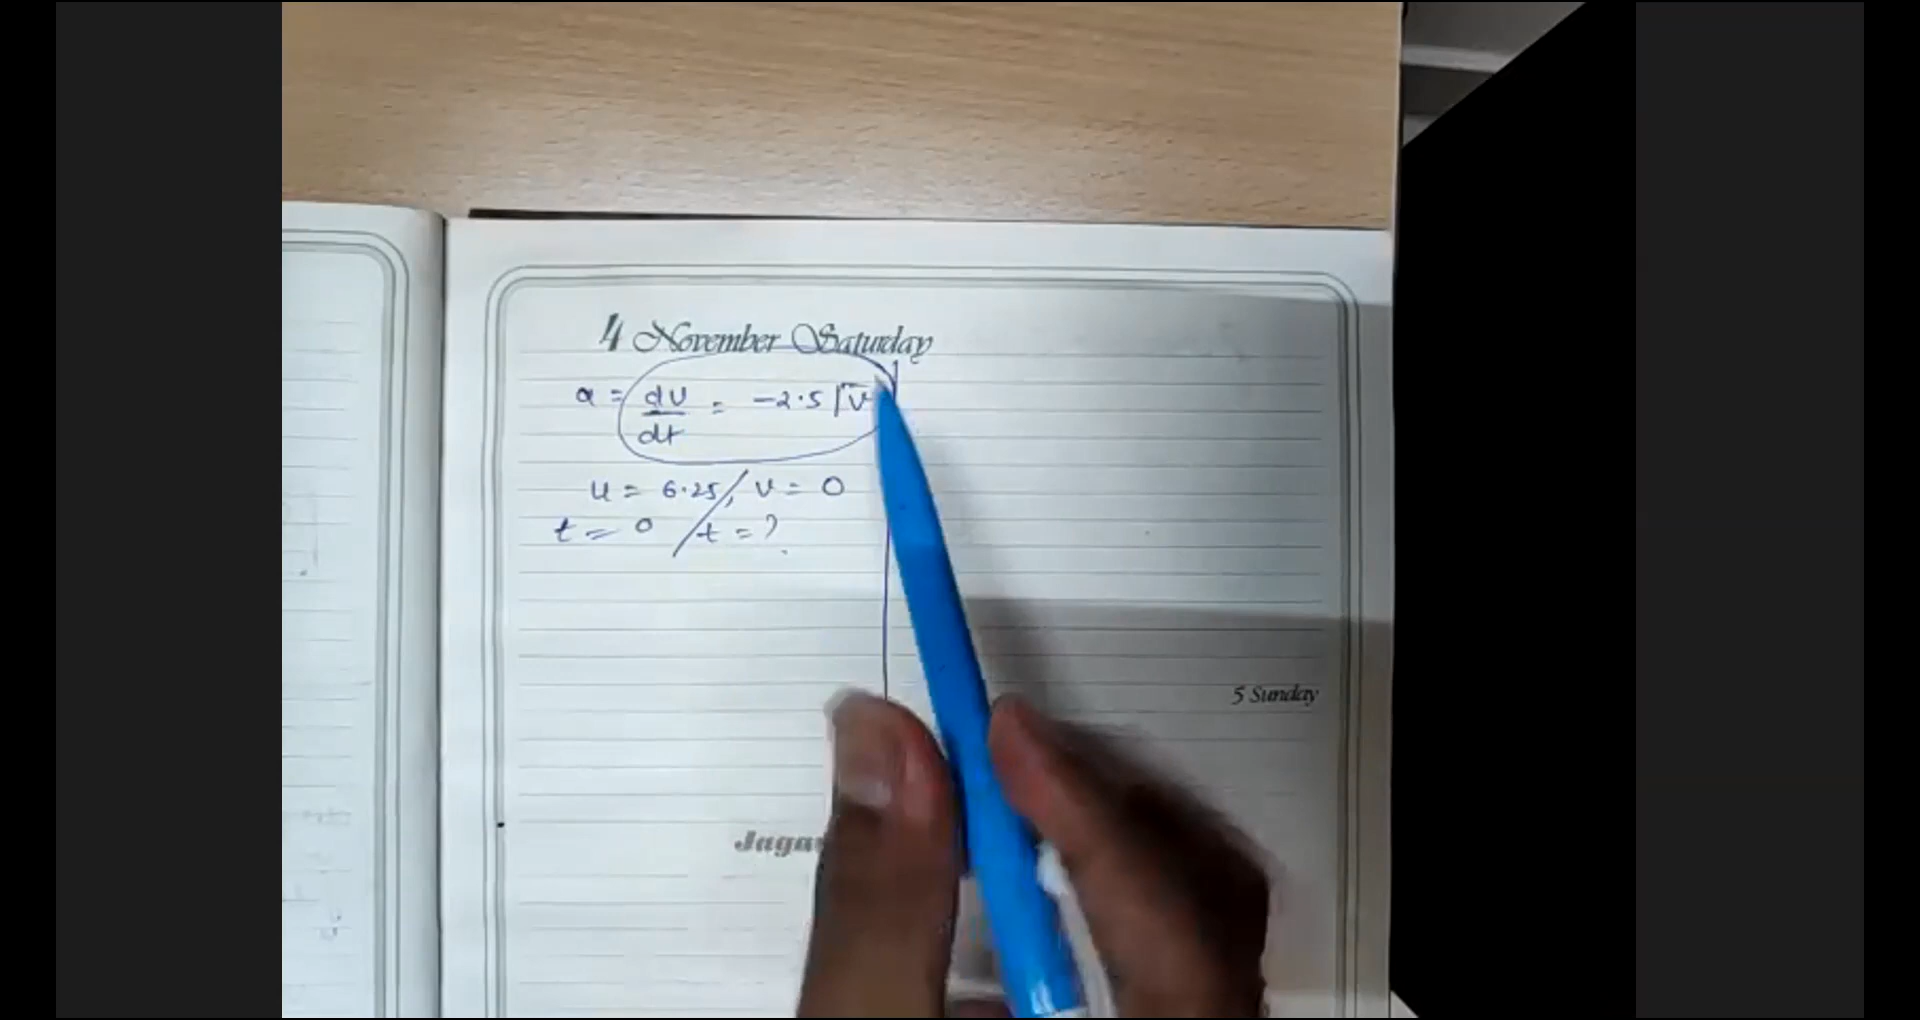 4 November Saturday
a = dv/dt = -2.5 √v
u = 6.25, v = 0
t = 0 / t = ?
5 Sunday